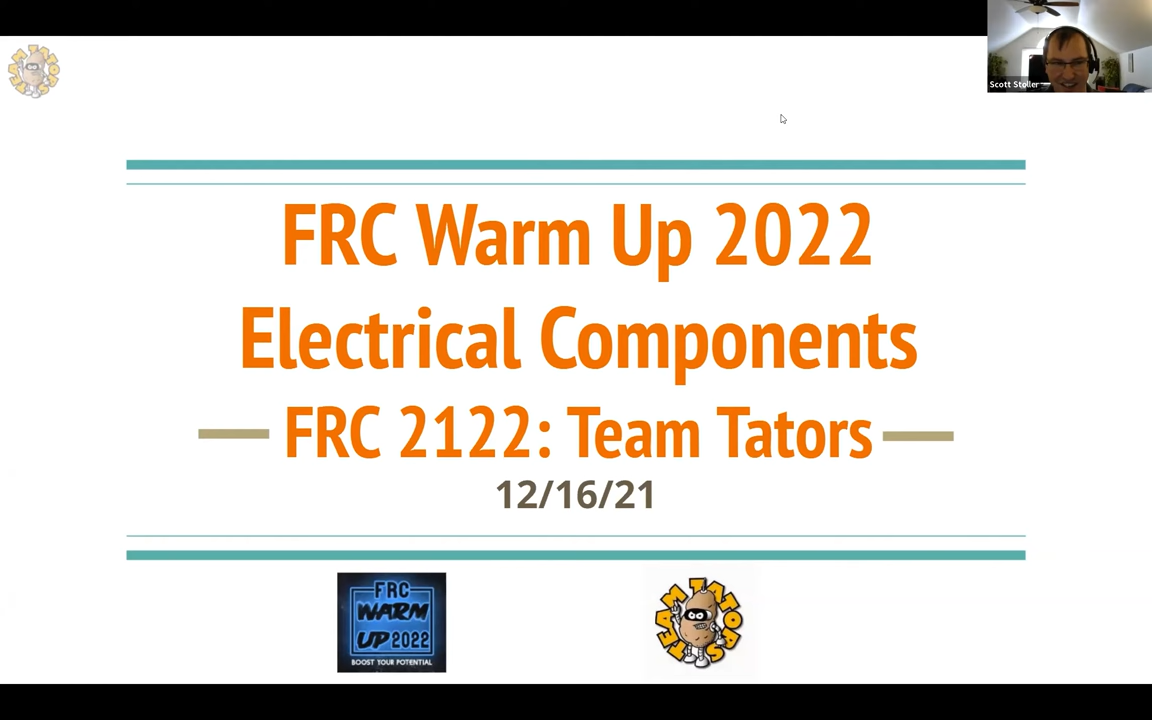 Scott Stoller
FRC Warm Up 2022
Electrical Components
FRC 2122: Team Tators
12/16/21
FRC
WARM
UP 2022
BOOST YOUR POTENTIAL
TEAM TATORS